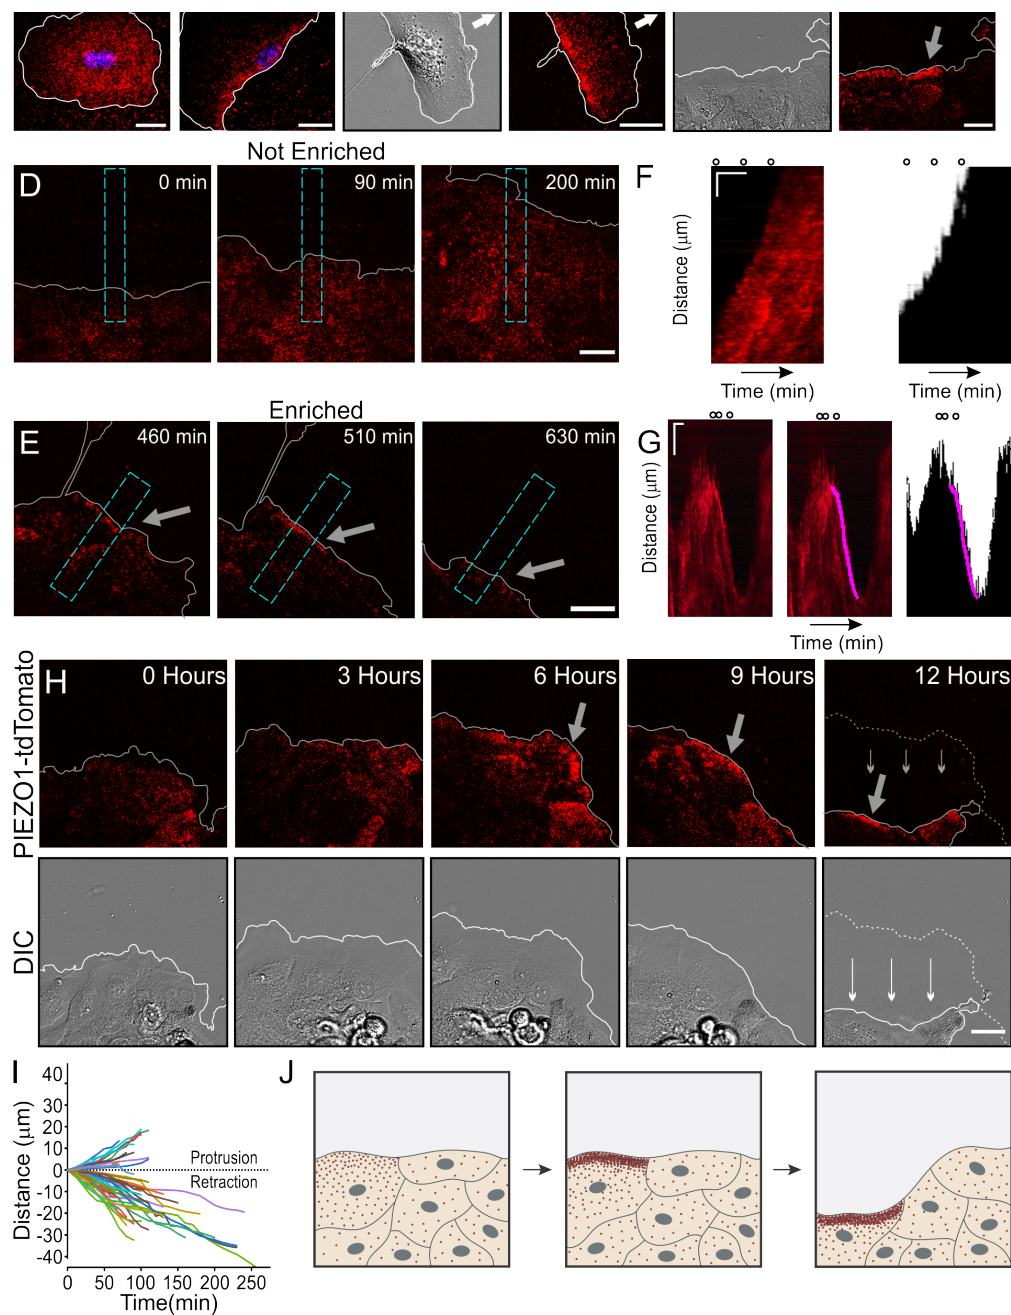 Not Enriched
D
0 min
90 min
200 min
F
Distance (μm)
Time (min)
Time (min)
Enriched
E
460 min
510 min
630 min
G
Distance (μm)
Time (min)
H
PIEZO1-tdTomato
0 Hours
3 Hours
6 Hours
9 Hours
12 Hours
DIC
I
Distance (μm)
40
30
20
10
0
-10
-20
-30
-40
Protrusion
Retraction
0
50
100
150
200
250
Time(min)
J